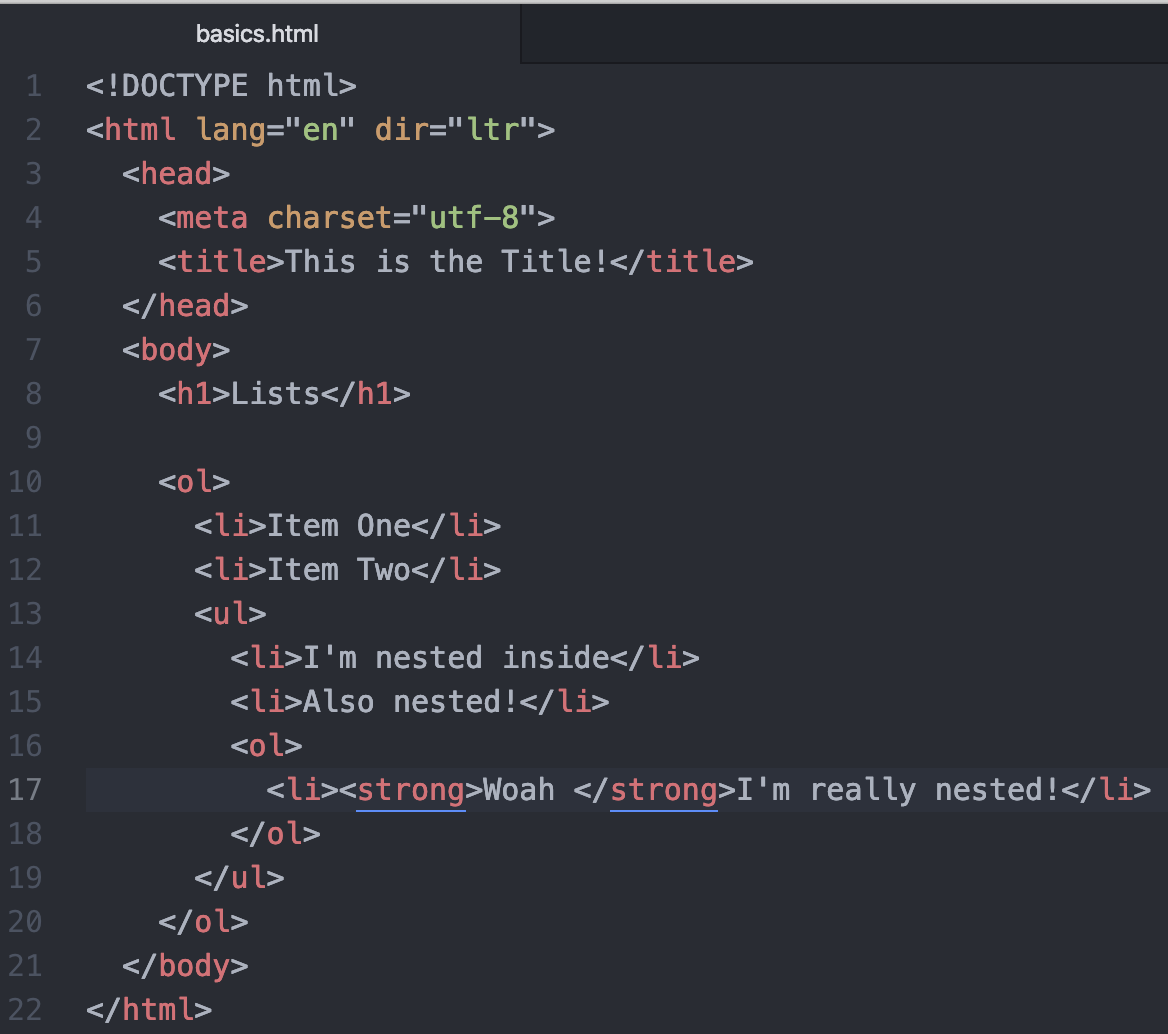 basics.html
1 <!DOCTYPE html>
2 <html lang="en" dir="ltr">
3   <head>
4     <meta charset="utf-8">
5     <title>This is the Title!</title>
6   </head>
7   <body>
8     <h1>Lists</h1>
9
10     <ol>
11       <li>Item One</li>
12       <li>Item Two</li>
13       <ul>
14         <li>I'm nested inside</li>
15         <li>Also nested!</li>
16         <ol>
17           <li><strong>Woah </strong>I'm really nested!</li>
18         </ol>
19       </ul>
20     </ol>
21   </body>
22 </html>